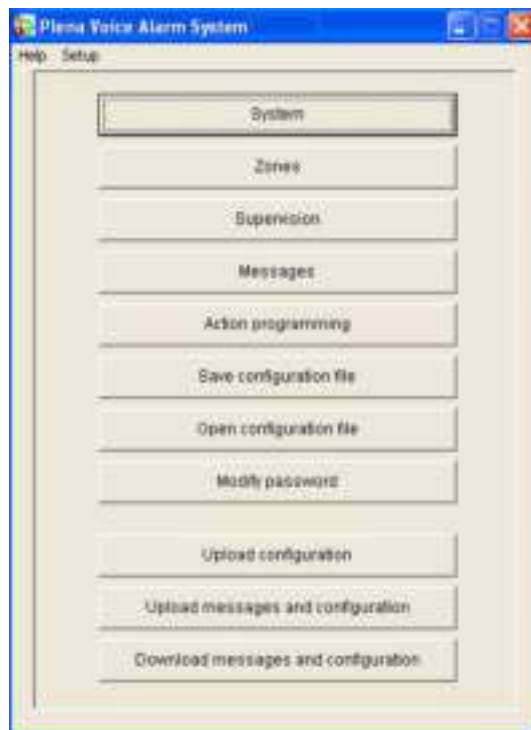 Plena Voice Alarm System
Help Setup
System
Zones
Supervision
Messages
Action programming
Save configuration file
Open configuration file
Modify password
Upload configuration
Upload messages and configuration
Download messages and configuration